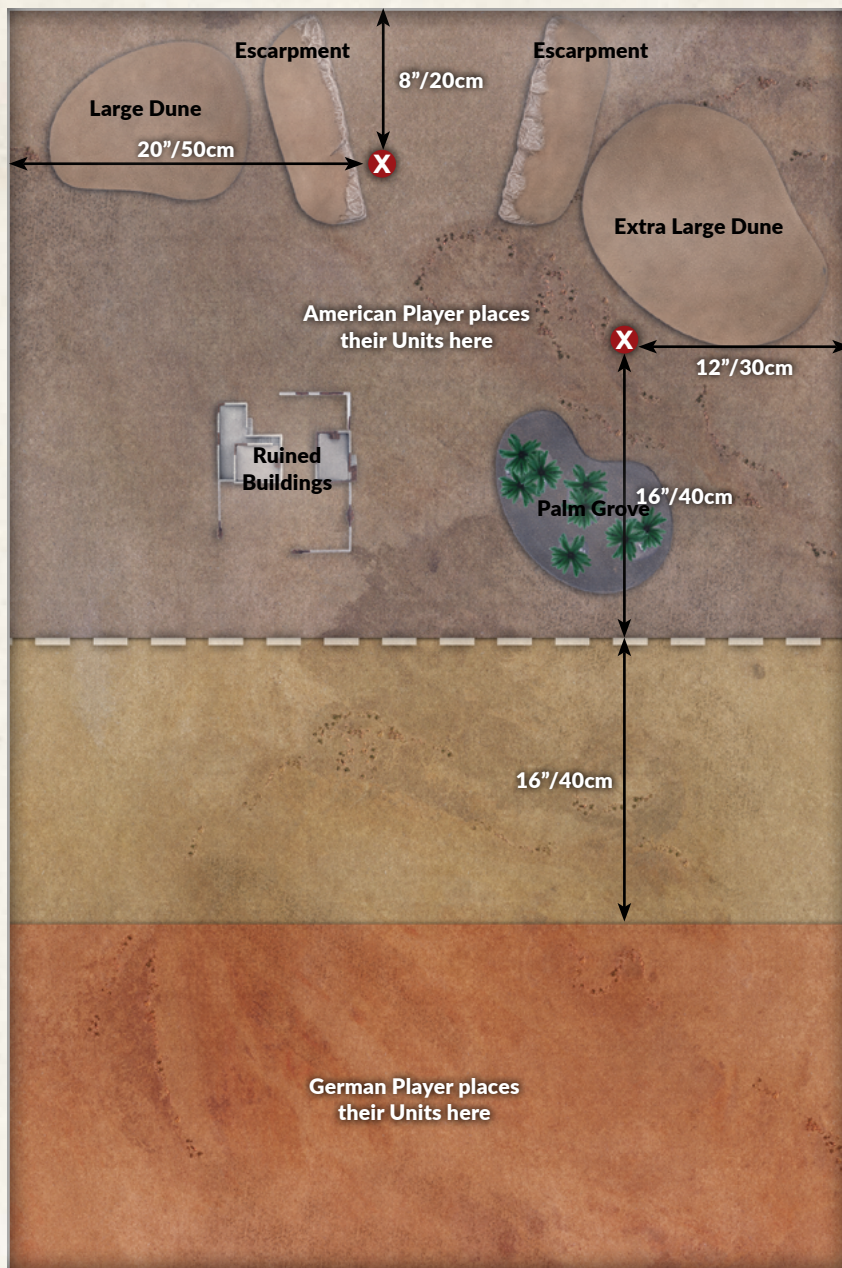 Escarpment
Escarpment
8”/20cm
Large Dune
20”/50cm
X
Extra Large Dune
American Player places
their Units here
X
12”/30cm
Ruined
Buildings
16”/40cm
Palm Grove
16”/40cm
German Player places
their Units here